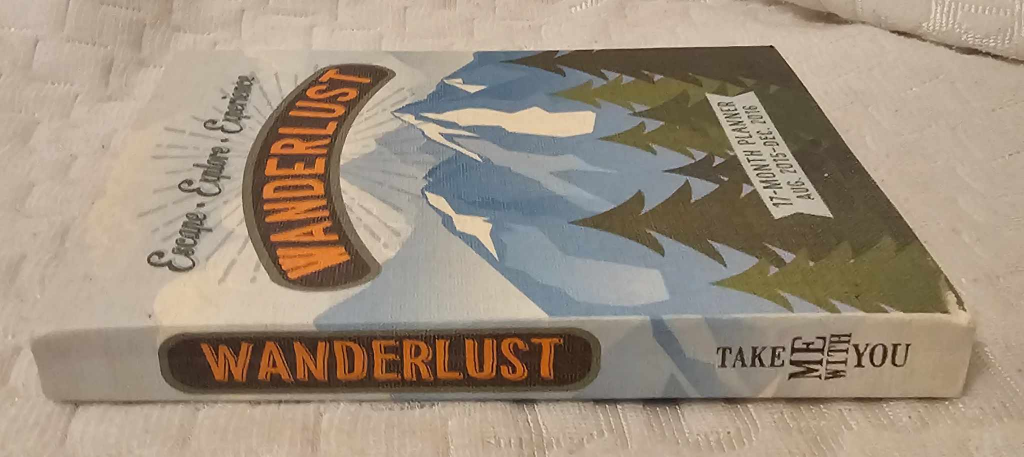 Escape • Explore • Experience
WANDERLUST
17-MONTH PLANNER
AUG. 2015-DEC. 2016
WANDERLUST
TAKE ME WITH YOU